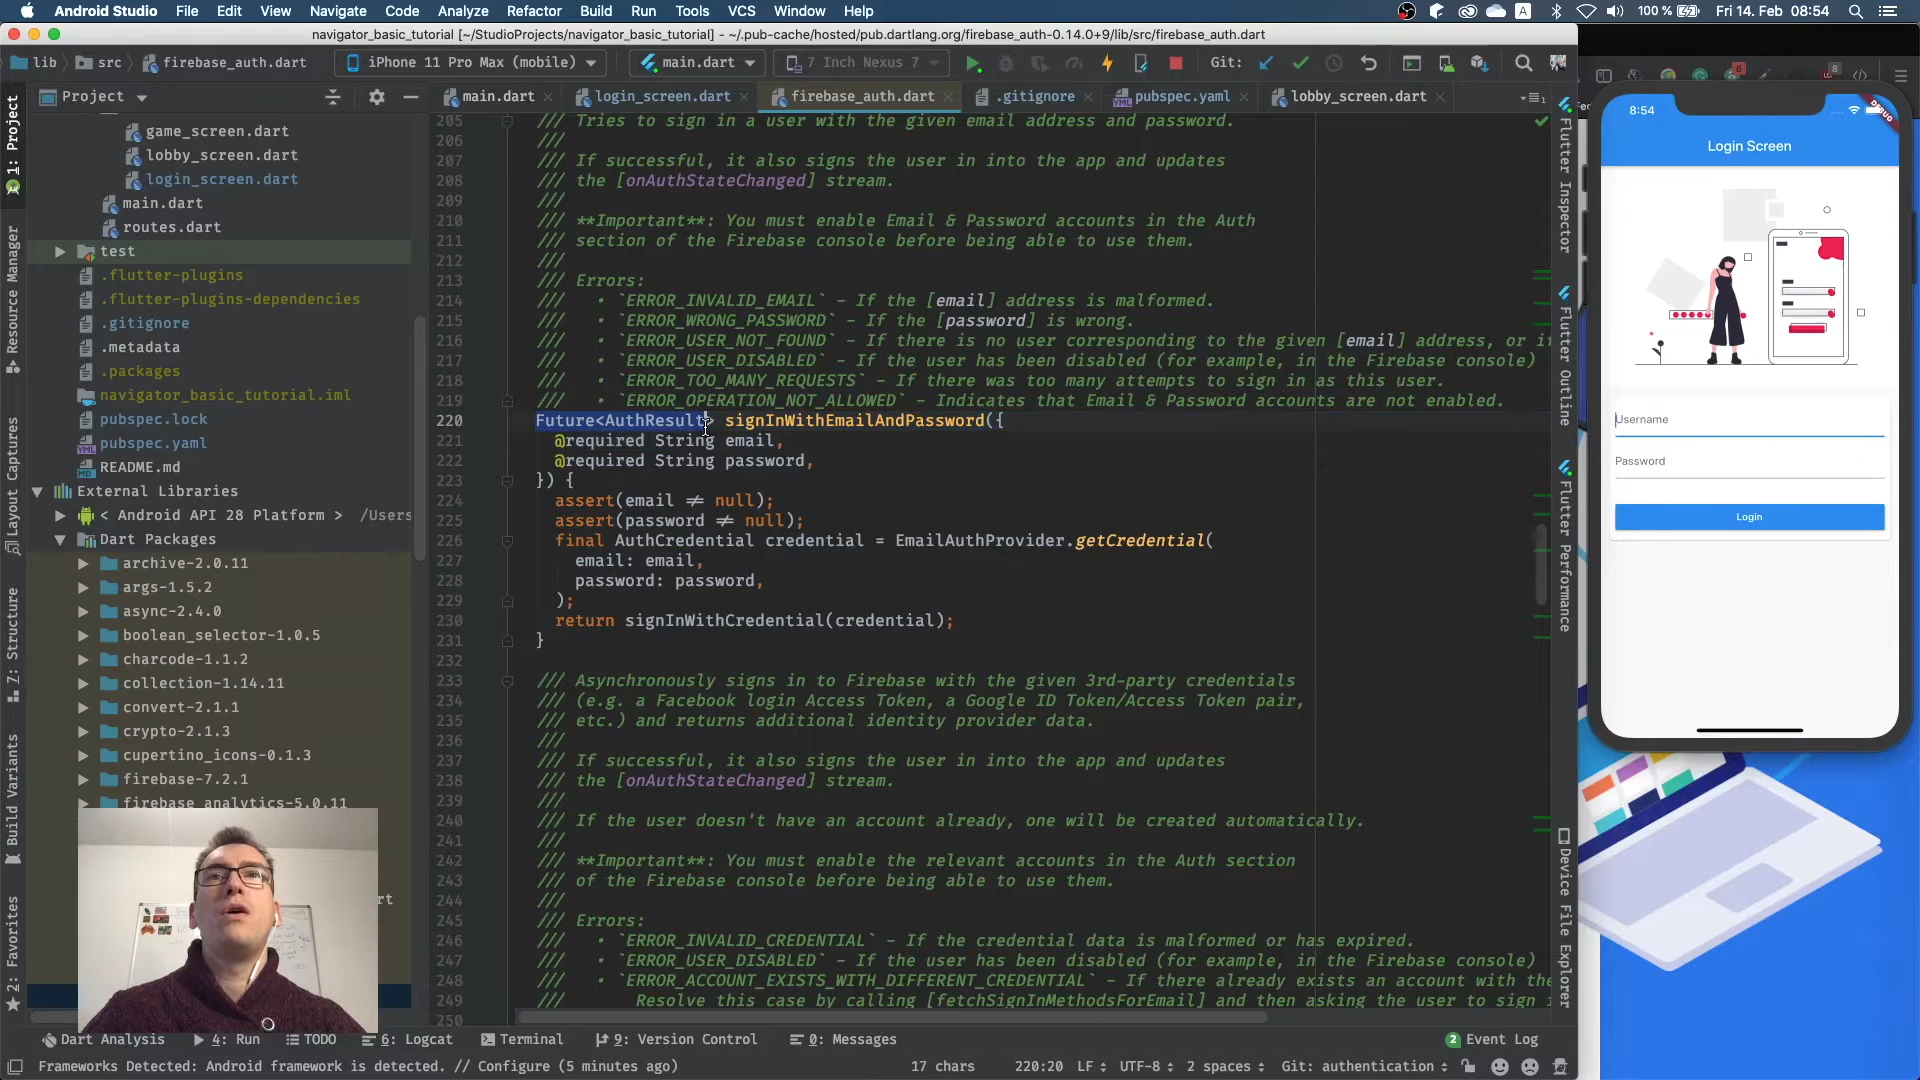 Android Studio File Edit View Navigate Code Analyze Refactor Build Run Tools VCS Window Help 100 % Fri 14. Feb 08:54
navigator_basic_tutorial [~/StudioProjects/navigator_basic_tutorial] - ~/.pub-cache/hosted/pub.dartlang.org/firebase_auth-0.14.0+9/lib/src/firebase_auth.dart
lib src firebase_auth.dart iPhone 11 Pro Max (mobile) main.dart 7 Inch Nexus 7 Git:
Project main.dart login_screen.dart firebase_auth.dart .gitignore pubspec.yaml lobby_screen.dart
1: Project
Resource Manager
Layout Captures
Z: Structure
Build Variants
2: Favorites
game_screen.dart
lobby_screen.dart
login_screen.dart
main.dart
routes.dart
test
.flutter-plugins
.flutter-plugins-dependencies
.gitignore
.metadata
.packages
navigator_basic_tutorial.iml
pubspec.lock
pubspec.yaml
README.md
External Libraries
< Android API 28 Platform > /Users
Dart Packages
archive-2.0.11
args-1.5.2
async-2.4.0
boolean_selector-1.0.5
charcode-1.1.2
collection-1.14.11
convert-2.1.1
crypto-2.1.3
cupertino_icons-0.1.3
firebase-7.2.1
firebase_analytics-5.0.11
205 /// Tries to sign in a user with the given email address and password.
206 ///
207 /// If successful, it also signs the user in into the app and updates
208 /// the [onAuthStateChanged] stream.
209 ///
210 /// **Important**: You must enable Email & Password accounts in the Auth
211 /// section of the Firebase console before being able to use them.
212 ///
213 /// Errors:
214 /// • `ERROR_INVALID_EMAIL` - If the [email] address is malformed.
215 /// • `ERROR_WRONG_PASSWORD` - If the [password] is wrong.
216 /// • `ERROR_USER_NOT_FOUND` - If there is no user corresponding to the given [email] address, or if
217 /// • `ERROR_USER_DISABLED` - If the user has been disabled (for example, in the Firebase console)
218 /// • `ERROR_TOO_MANY_REQUESTS` - If there was too many attempts to sign in as this user.
219 /// • `ERROR_OPERATION_NOT_ALLOWED` - Indicates that Email & Password accounts are not enabled.
220 Future<AuthResult> signInWithEmailAndPassword({
221 @required String email,
222 @required String password,
223 }) {
224 assert(email ≠ null);
225 assert(password ≠ null);
226 final AuthCredential credential = EmailAuthProvider.getCredential(
227 email: email,
228 password: password,
229 );
230 return signInWithCredential(credential);
231 }
232
233 /// Asynchronously signs in to Firebase with the given 3rd-party credentials
234 /// (e.g. a Facebook login Access Token, a Google ID Token/Access Token pair,
235 /// etc.) and returns additional identity provider data.
236 ///
237 /// If successful, it also signs the user in into the app and updates
238 /// the [onAuthStateChanged] stream.
239 ///
240 /// If the user doesn't have an account already, one will be created automatically.
241 ///
242 /// **Important**: You must enable the relevant accounts in the Auth section
243 /// of the Firebase console before being able to use them.
244 ///
245 /// Errors:
246 /// • `ERROR_INVALID_CREDENTIAL` - If the credential data is malformed or has expired.
247 /// • `ERROR_USER_DISABLED` - If the user has been disabled (for example, in the Firebase console)
248 /// • `ERROR_ACCOUNT_EXISTS_WITH_DIFFERENT_CREDENTIAL` - If there already exists an account with the
249 /// Resolve this case by calling [fetchSignInMethodsForEmail] and then asking the user to sign i
250
Flutter Inspector
Flutter Outline
Flutter Performance
Device File Explorer
8:54
DEBUG
Login Screen
Username
Password
Login
Dart Analysis 4: Run TODO 6: Logcat Terminal 9: Version Control 0: Messages 2 Event Log
Frameworks Detected: Android framework is detected. // Configure (5 minutes ago) 17 chars 220:20 LF UTF-8 2 spaces Git: authentication